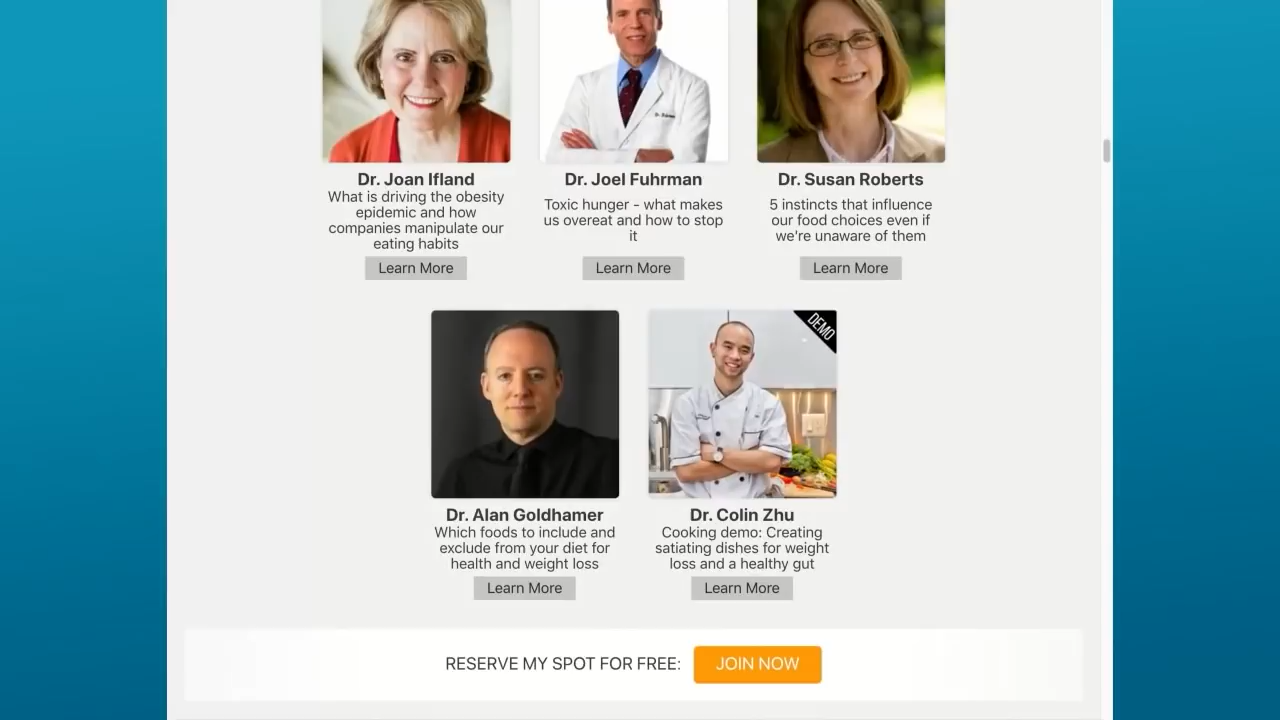 Dr. Joan Ifland
What is driving the obesity
epidemic and how
companies manipulate our
eating habits
Learn More
Dr. Joel Fuhrman
Toxic hunger - what makes
us overeat and how to stop
it
Learn More
Dr. Susan Roberts
5 instincts that influence
our food choices even if
we're unaware of them
Learn More
DEMO
Dr. Alan Goldhamer
Which foods to include and
exclude from your diet for
health and weight loss
Learn More
Dr. Colin Zhu
Cooking demo: Creating
satiating dishes for weight
loss and a healthy gut
Learn More
RESERVE MY SPOT FOR FREE: JOIN NOW